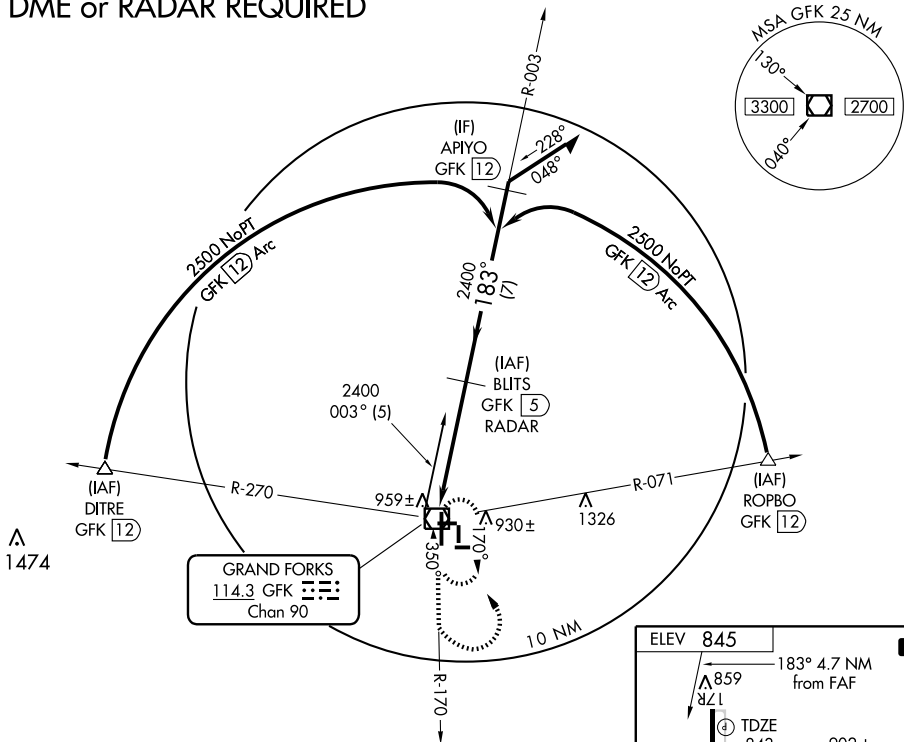 DME or RADAR REQUIRED
MSA GFK 25 NM
130°
3300
2700
040°
R-003
(IF)
APIYO
GFK 12
228°
048°
2500 NoPT
GFK 12 Arc
2500 NoPT
GFK 12 Arc
2400
183°
(7)
(IAF)
BLITS
GFK 5
RADAR
2400
003° (5)
(IAF)
DITRE
GFK 12
R-270
R-071
(IAF)
ROPBO
GFK 12
959±
930±
1326
1474
350°
170°
GRAND FORKS
114.3 GFK
Chan 90
10 NM
R-170
ELEV 845
183° 4.7 NM
from FAF
859
17R
TDZE